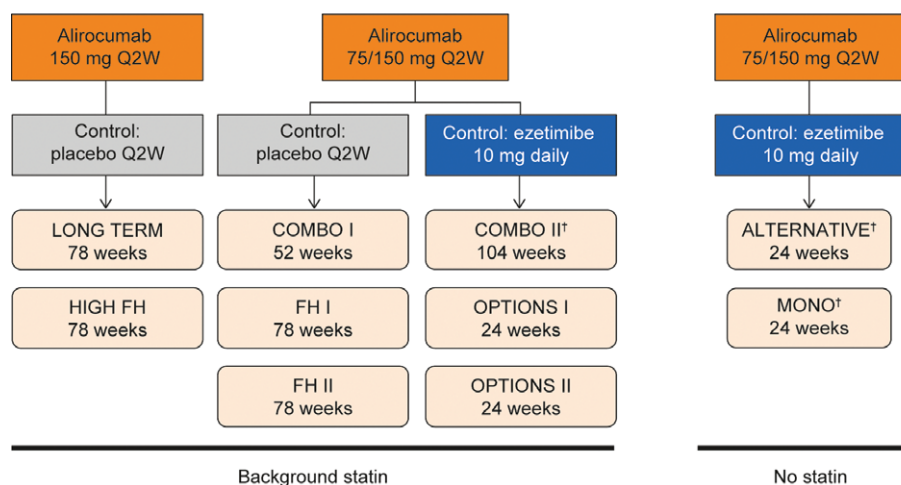 Alirocumab
150 mg Q2W
Alirocumab
75/150 mg Q2W
Alirocumab
75/150 mg Q2W
Control:
placebo Q2W
Control:
placebo Q2W
Control: ezetimibe
10 mg daily
Control: ezetimibe
10 mg daily
LONG TERM
78 weeks
COMBO I
52 weeks
COMBO II†
104 weeks
ALTERNATIVE†
24 weeks
HIGH FH
78 weeks
FH I
78 weeks
OPTIONS I
24 weeks
MONO†
24 weeks
FH II
78 weeks
OPTIONS II
24 weeks
Background statin
No statin